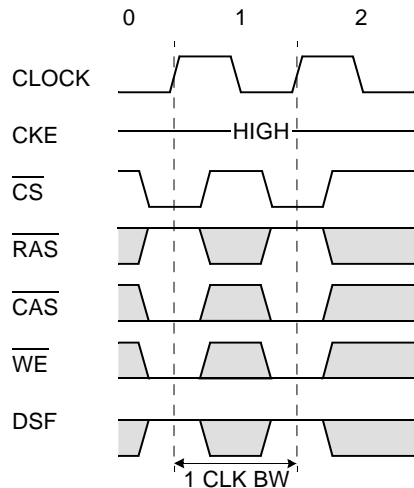 0 1 2
CLOCK
CKE HIGH
CS
RAS
CAS
WE
DSF
1 CLK BW